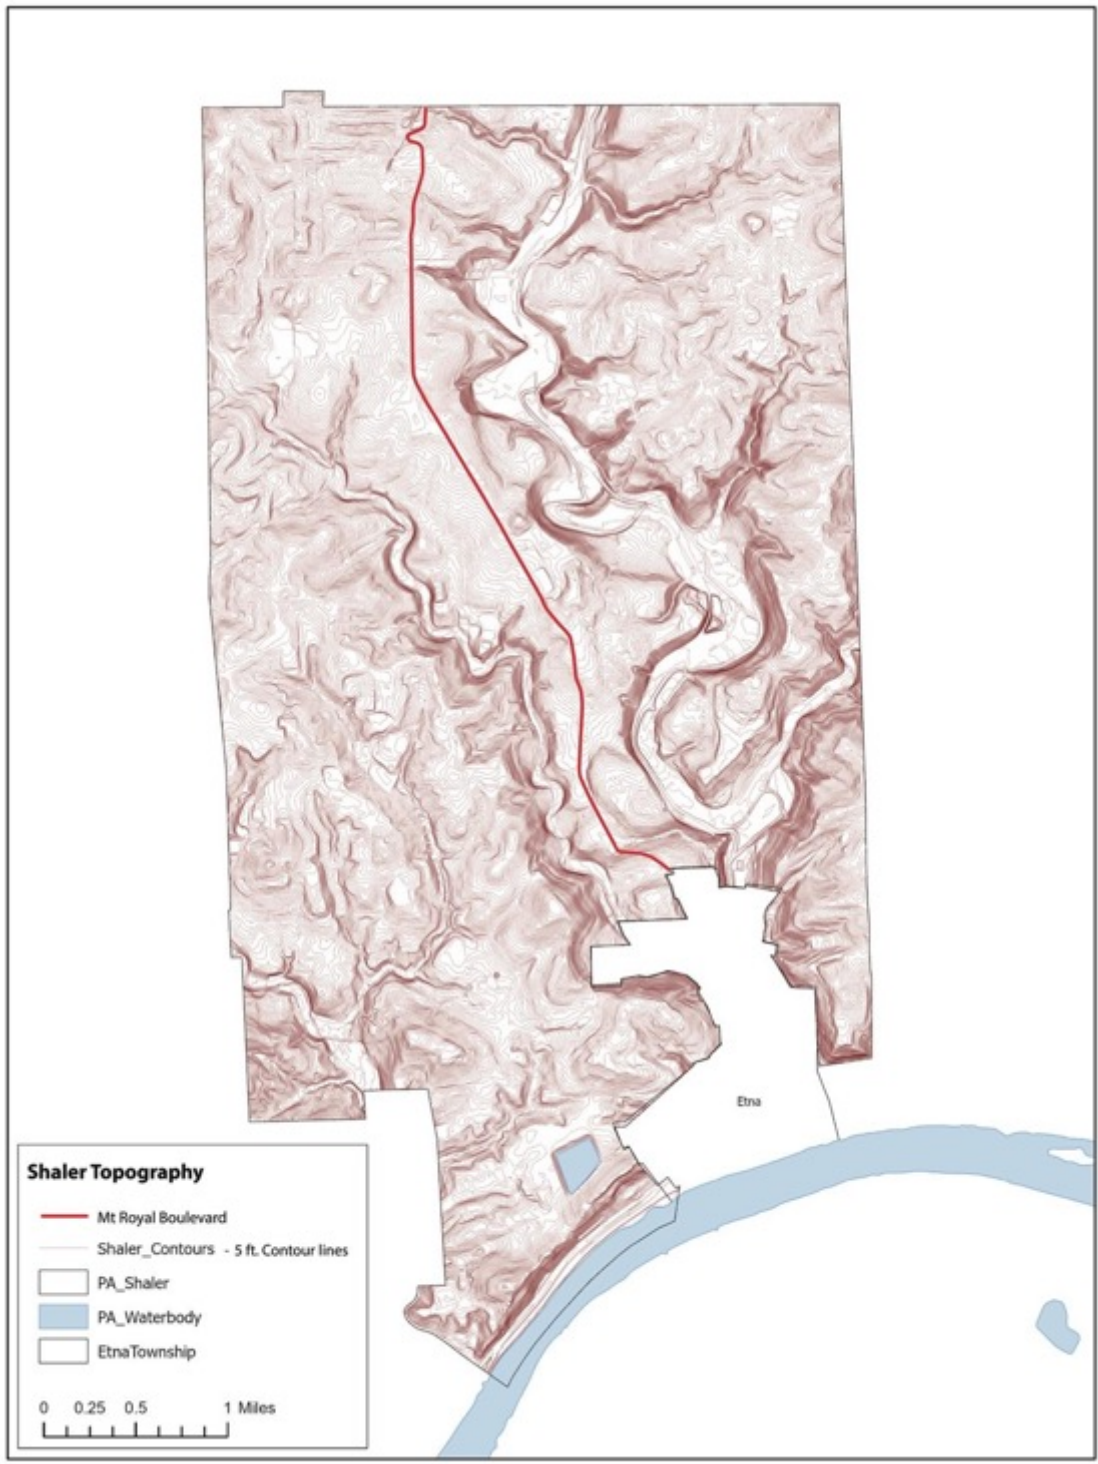 Etna
Shaler Topography
Mt Royal Boulevard
Shaler_Contours - 5 ft. Contour lines
PA_Shaler
PA_Waterbody
EtnaTownship
0 0.25 0.5 1 Miles